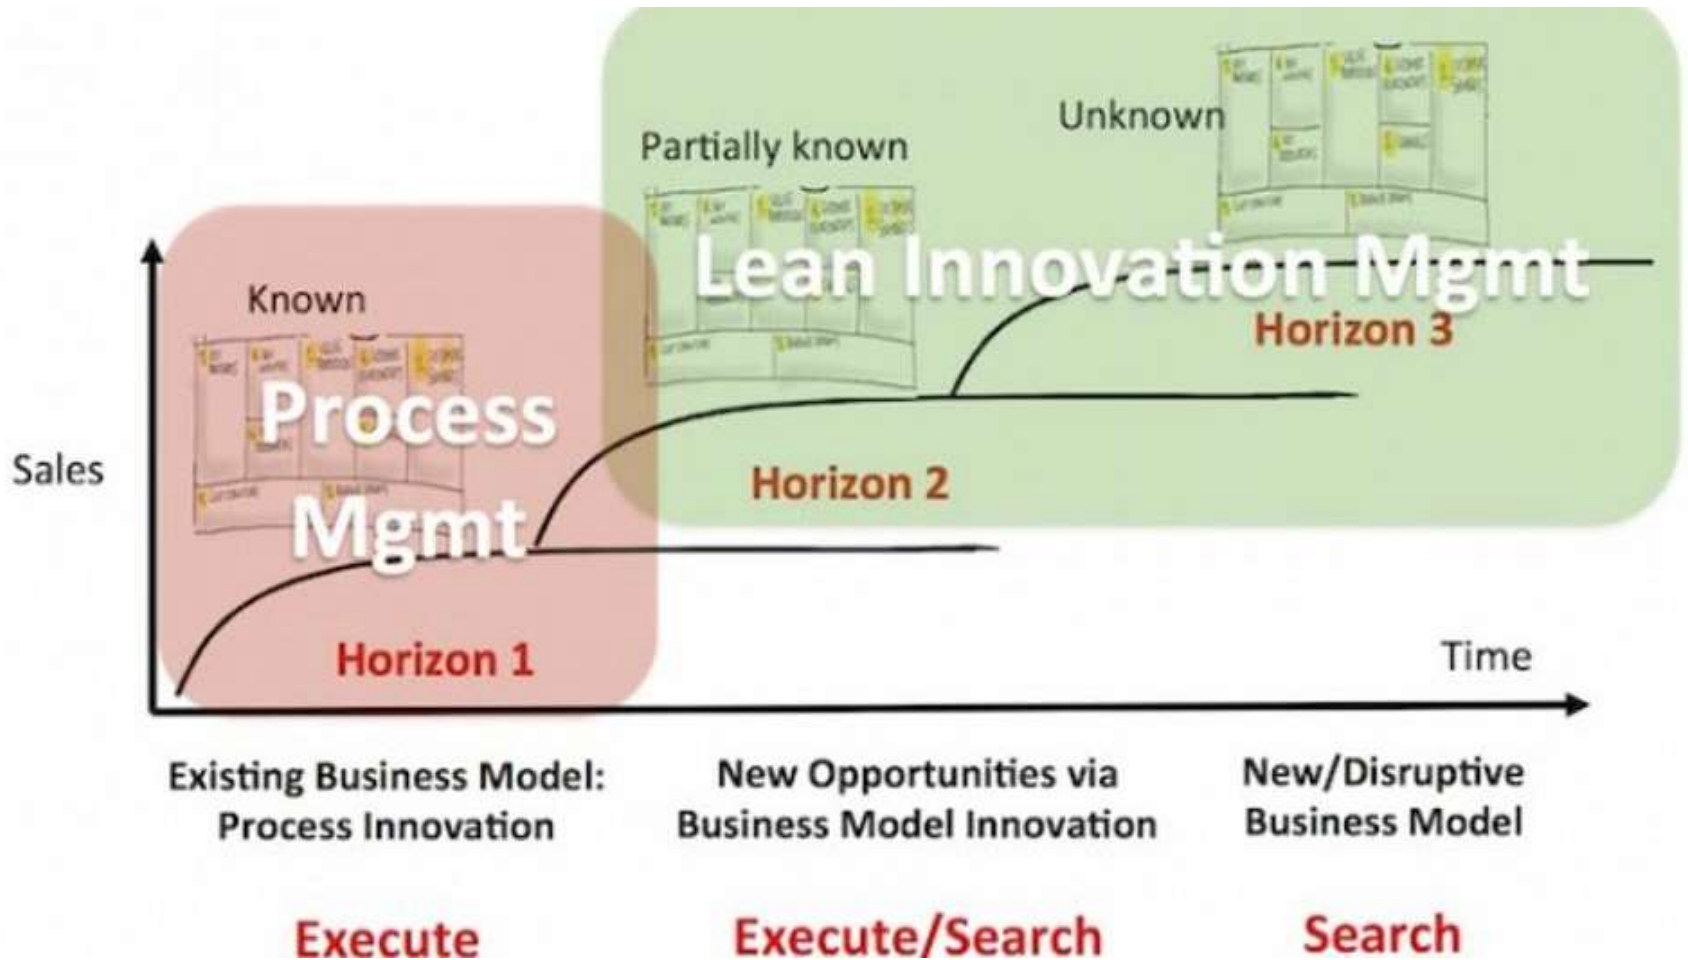 Unknown
Partially known
Lean Innovation Mgmt
Known
Horizon 3
Process
Mgmt
Sales
Horizon 2
Horizon 1
Time
Existing Business Model:
Process Innovation
New Opportunities via
Business Model Innovation
New/Disruptive
Business Model
Execute
Execute/Search
Search